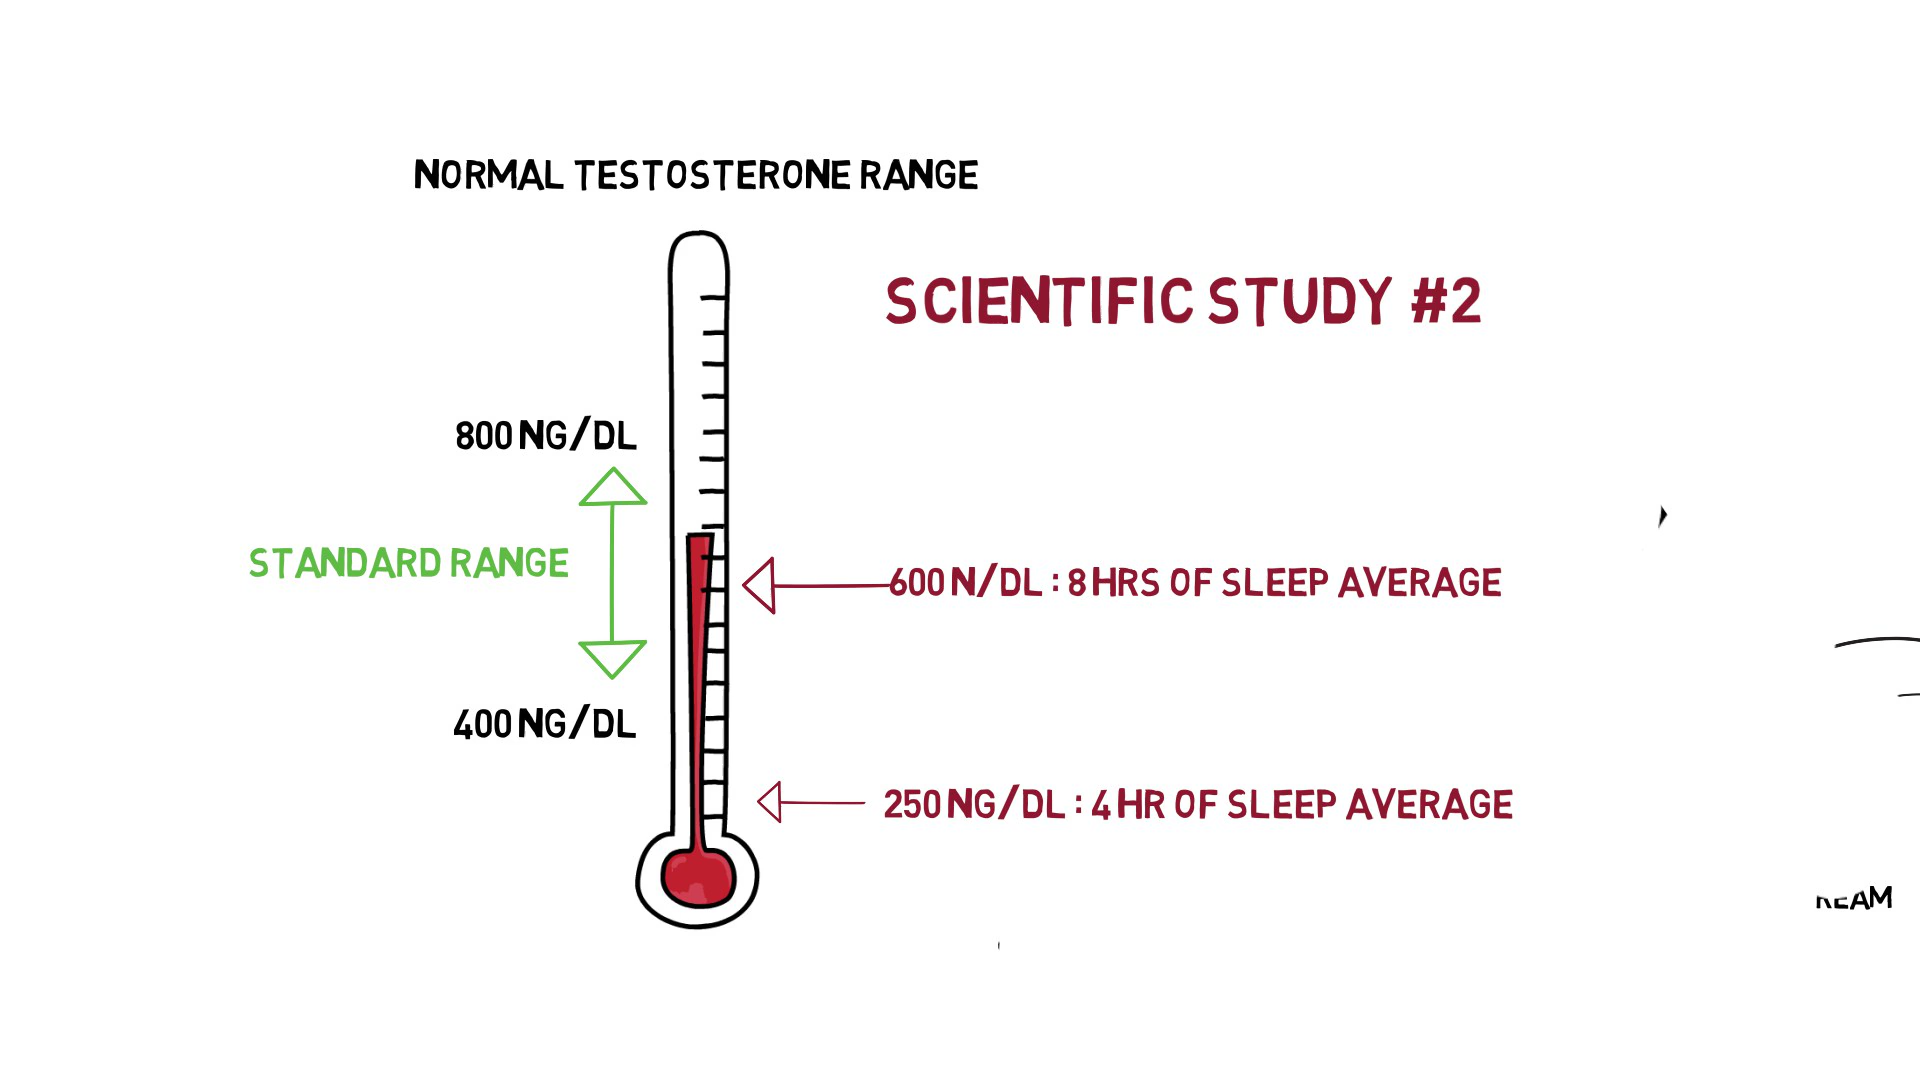 NORMAL TESTOSTERONE RANGE
SCIENTIFIC STUDY #2
800 NG/DL
STANDARD RANGE
600 N/DL : 8 HRS OF SLEEP AVERAGE
400 NG/DL
250 NG/DL : 4 HR OF SLEEP AVERAGE